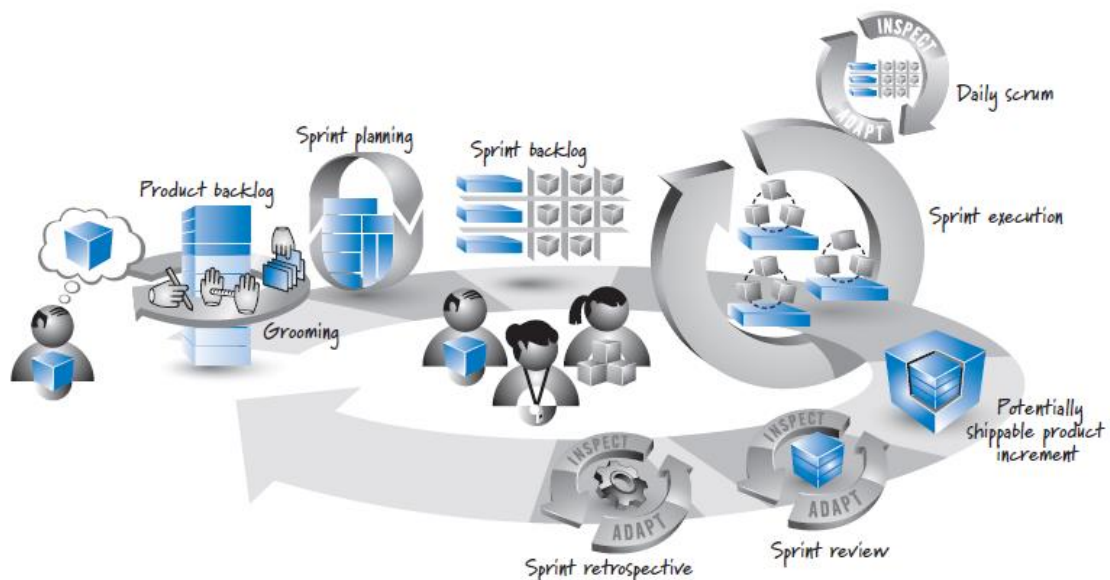 INSPECT
ADAPT
Daily scrum
Sprint planning
Sprint backlog
Product backlog
Sprint execution
Grooming
Potentially
shippable product
increment
INSPECT
ADAPT
Sprint review
INSPECT
ADAPT
Sprint retrospective